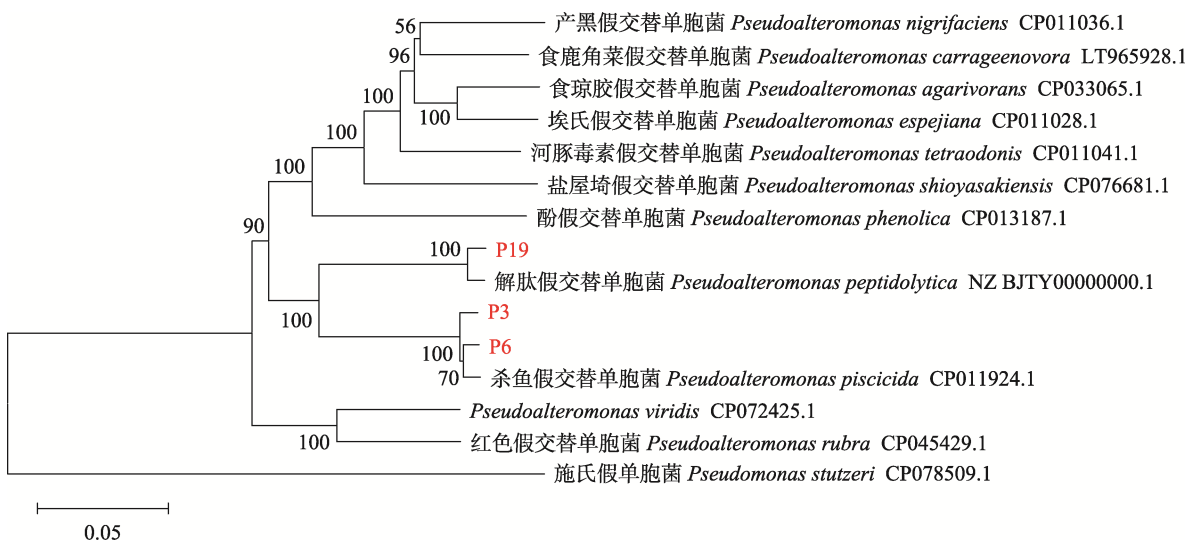 56 产黑假交替单胞菌 Pseudoalteromonas nigrifaciens CP011036.1
96 食鹿角菜假交替单胞菌 Pseudoalteromonas carrageenovora LT965928.1
100 食琼胶假交替单胞菌 Pseudoalteromonas agarivorans CP033065.1
100 埃氏假交替单胞菌 Pseudoalteromonas espejiana CP011028.1
100 河豚毒素假交替单胞菌 Pseudoalteromonas tetraodonis CP011041.1
100 盐屋埼假交替单胞菌 Pseudoalteromonas shioyasakiensis CP076681.1
酚假交替单胞菌 Pseudoalteromonas phenolica CP013187.1
90 100 P19
解肽假交替单胞菌 Pseudoalteromonas peptidolytica NZ BJTY00000000.1
100 P3
100 P6
70 杀鱼假交替单胞菌 Pseudoalteromonas piscicida CP011924.1
Pseudoalteromonas viridis CP072425.1
100 红色假交替单胞菌 Pseudoalteromonas rubra CP045429.1
施氏假单胞菌 Pseudomonas stutzeri CP078509.1
0.05